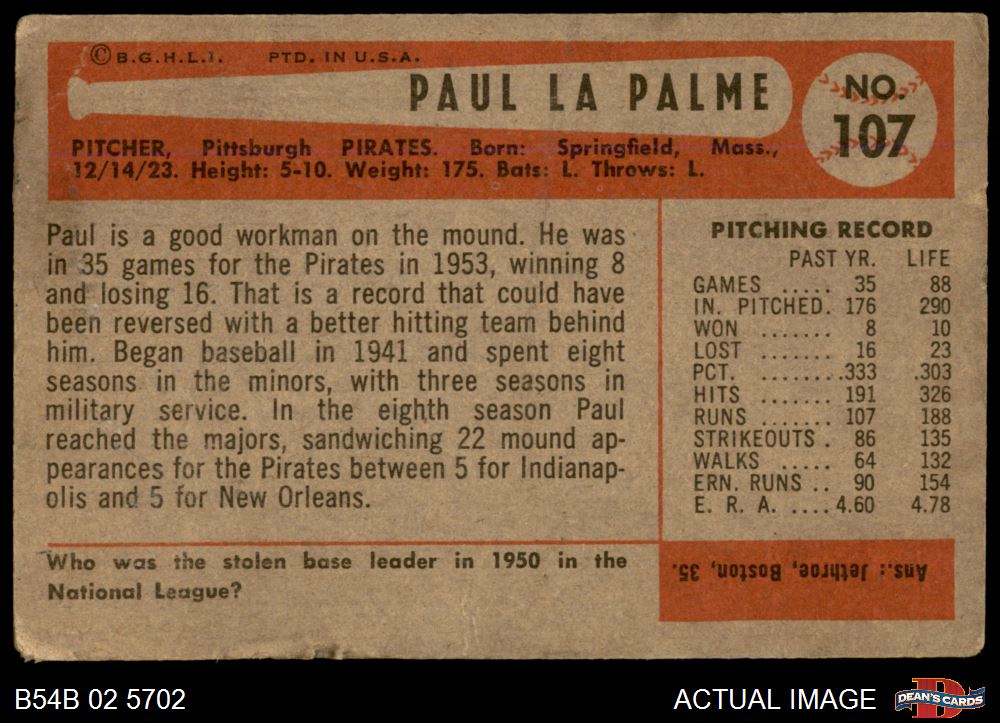 © B.G.H.L.I. PTD. IN U.S.A.
PAUL LA PALME
NO.
107
PITCHER, Pittsburgh PIRATES. Born: Springfield, Mass.,
12/14/23. Height: 5-10. Weight: 175. Bats: L. Throws: L.
Paul is a good workman on the mound. He was
in 35 games for the Pirates in 1953, winning 8
and losing 16. That is a record that could have
been reversed with a better hitting team behind
him. Began baseball in 1941 and spent eight
seasons in the minors, with three seasons in
military service. In the eighth season Paul
reached the majors, sandwiching 22 mound ap-
pearances for the Pirates between 5 for Indianap-
olis and 5 for New Orleans.
PITCHING RECORD
PAST YR. LIFE
GAMES ..... 35 88
IN. PITCHED. 176 290
WON ....... 8 10
LOST ....... 16 23
PCT. ........ .333 .303
HITS ....... 191 326
RUNS ....... 107 188
STRIKEOUTS . 86 135
WALKS ..... 64 132
ERN. RUNS .. 90 154
E. R. A. .... 4.60 4.78
Who was the stolen base leader in 1950 in the
National League?
Ans.: Jethroe, Boston, 35.
B54B 02 5702
ACTUAL IMAGE
D
DEAN'S CARDS